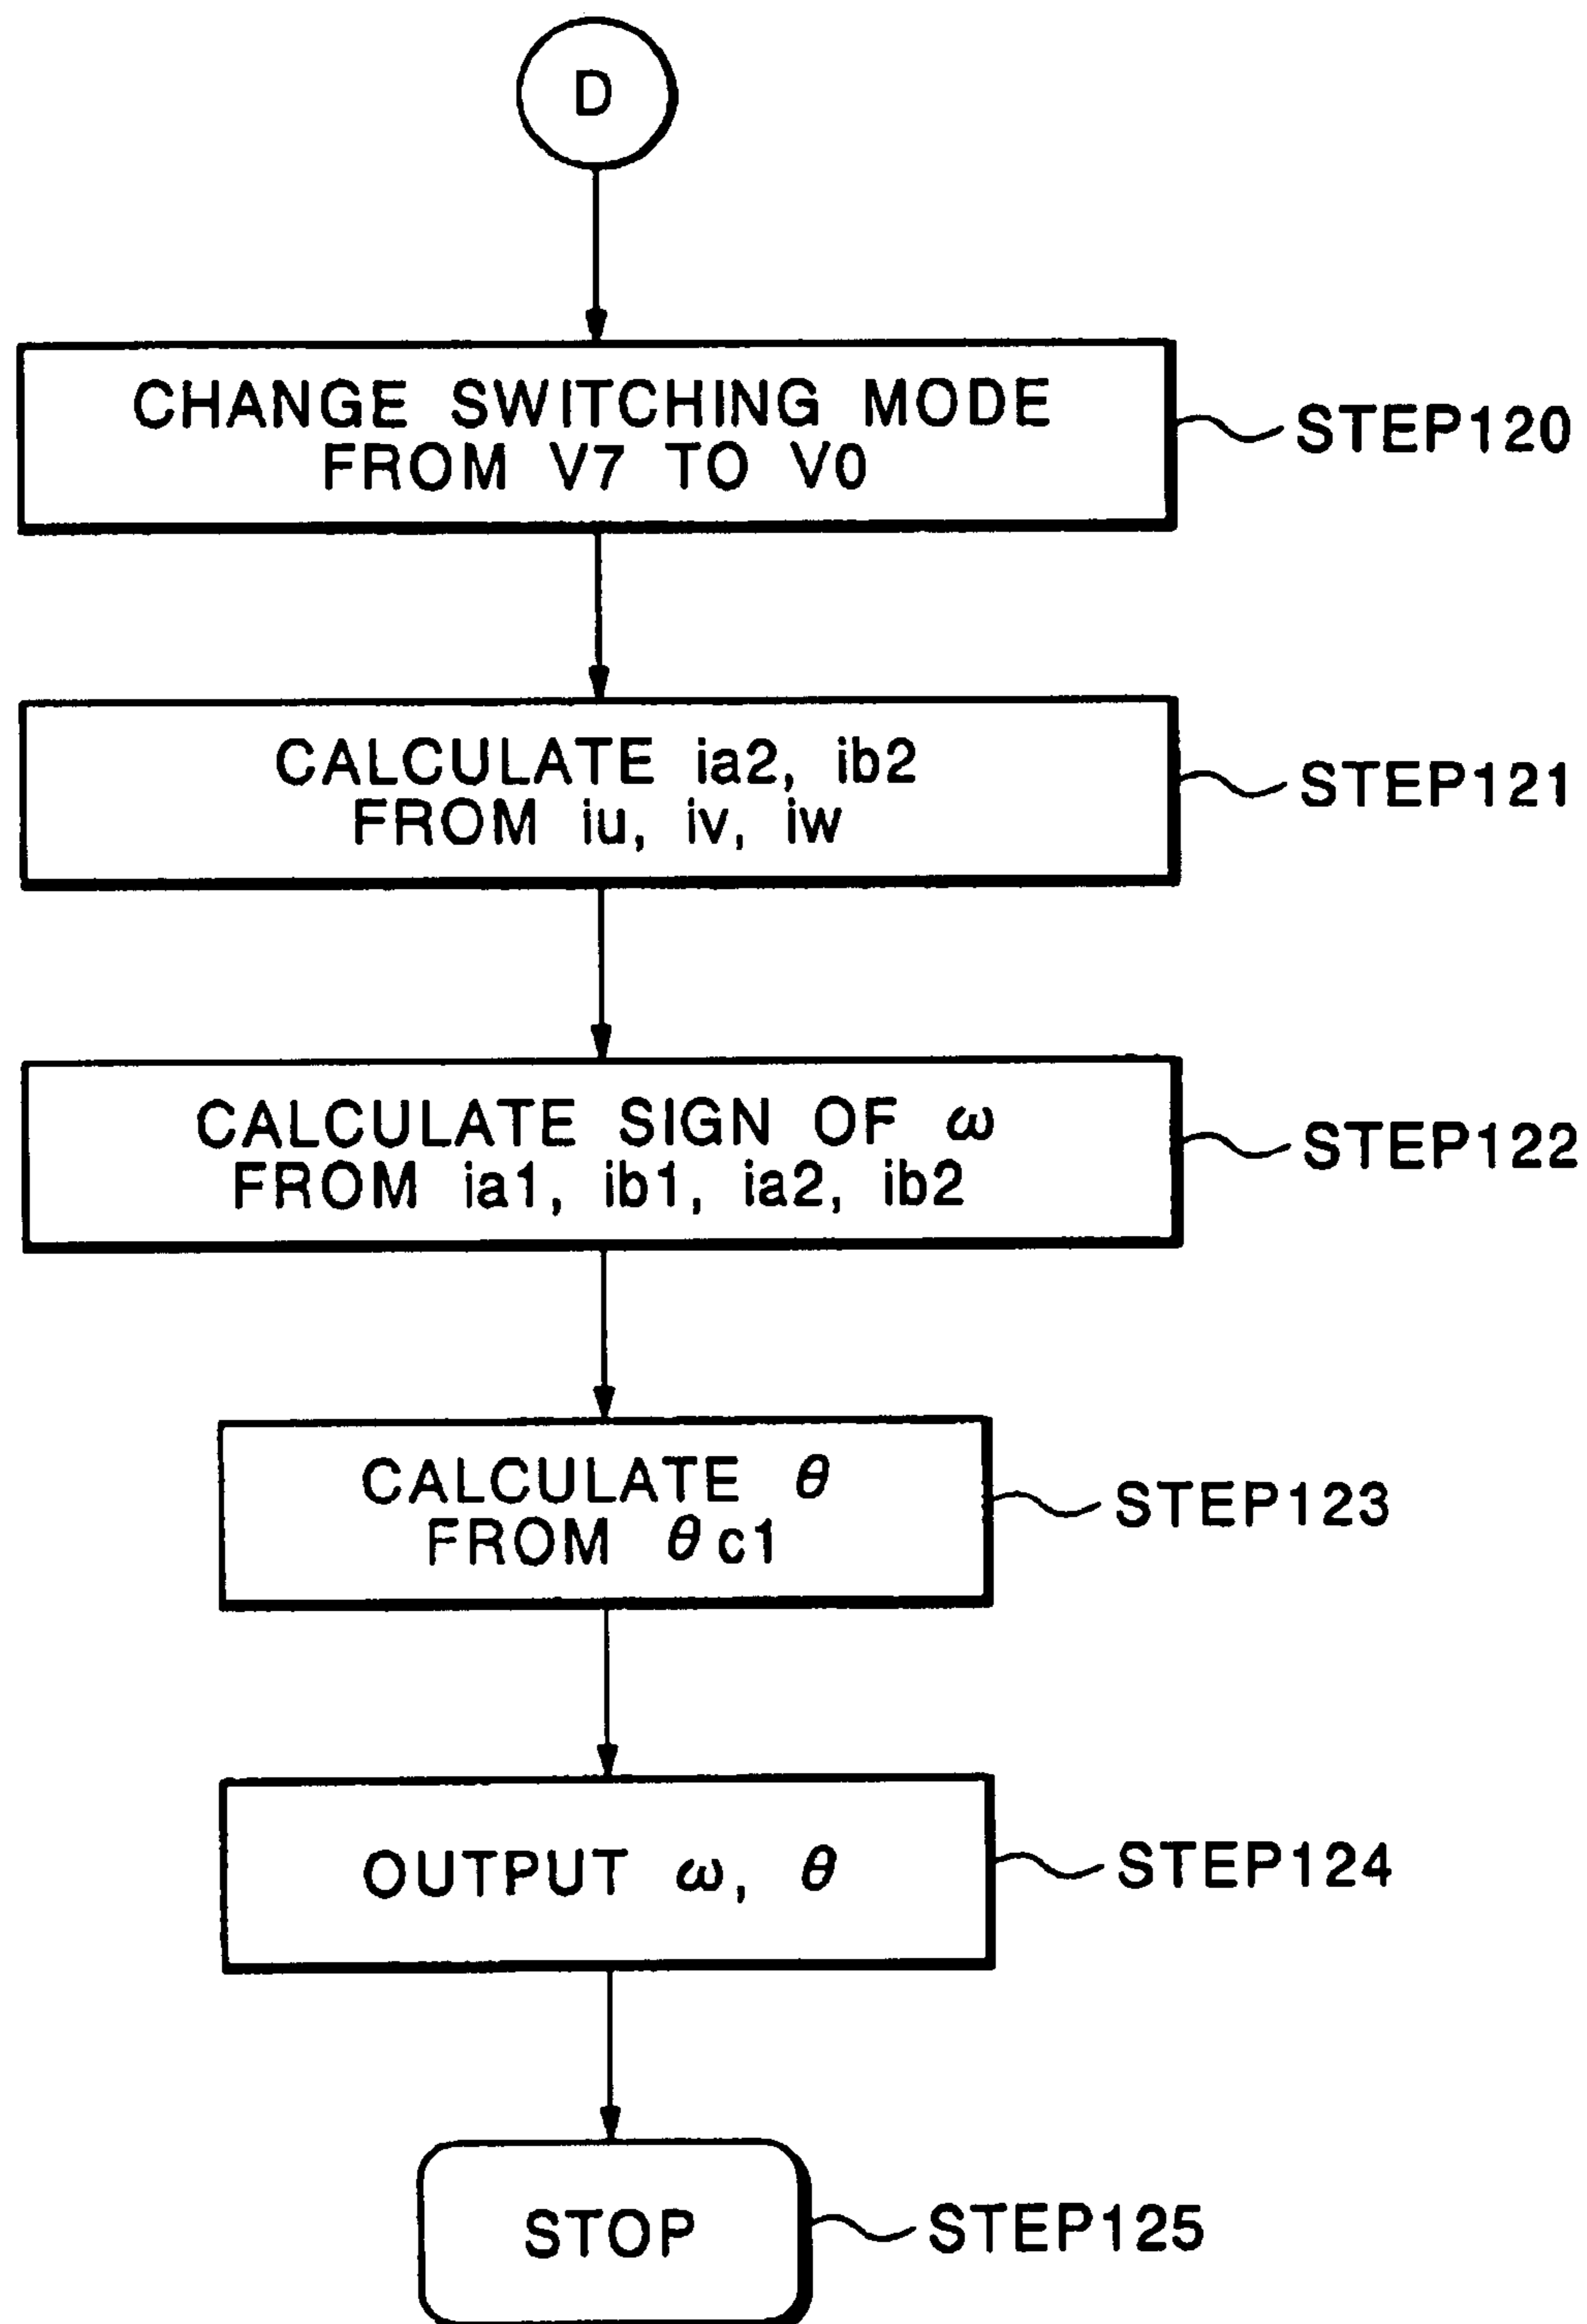 D
CHANGE SWITCHING MODE
FROM V7 TO V0
STEP120
CALCULATE ia2, ib2
FROM iu, iv, iw
STEP121
CALCULATE SIGN OF ω
FROM ia1, ib1, ia2, ib2
STEP122
CALCULATE θ
FROM θc1
STEP123
OUTPUT ω, θ
STEP124
STOP
STEP125